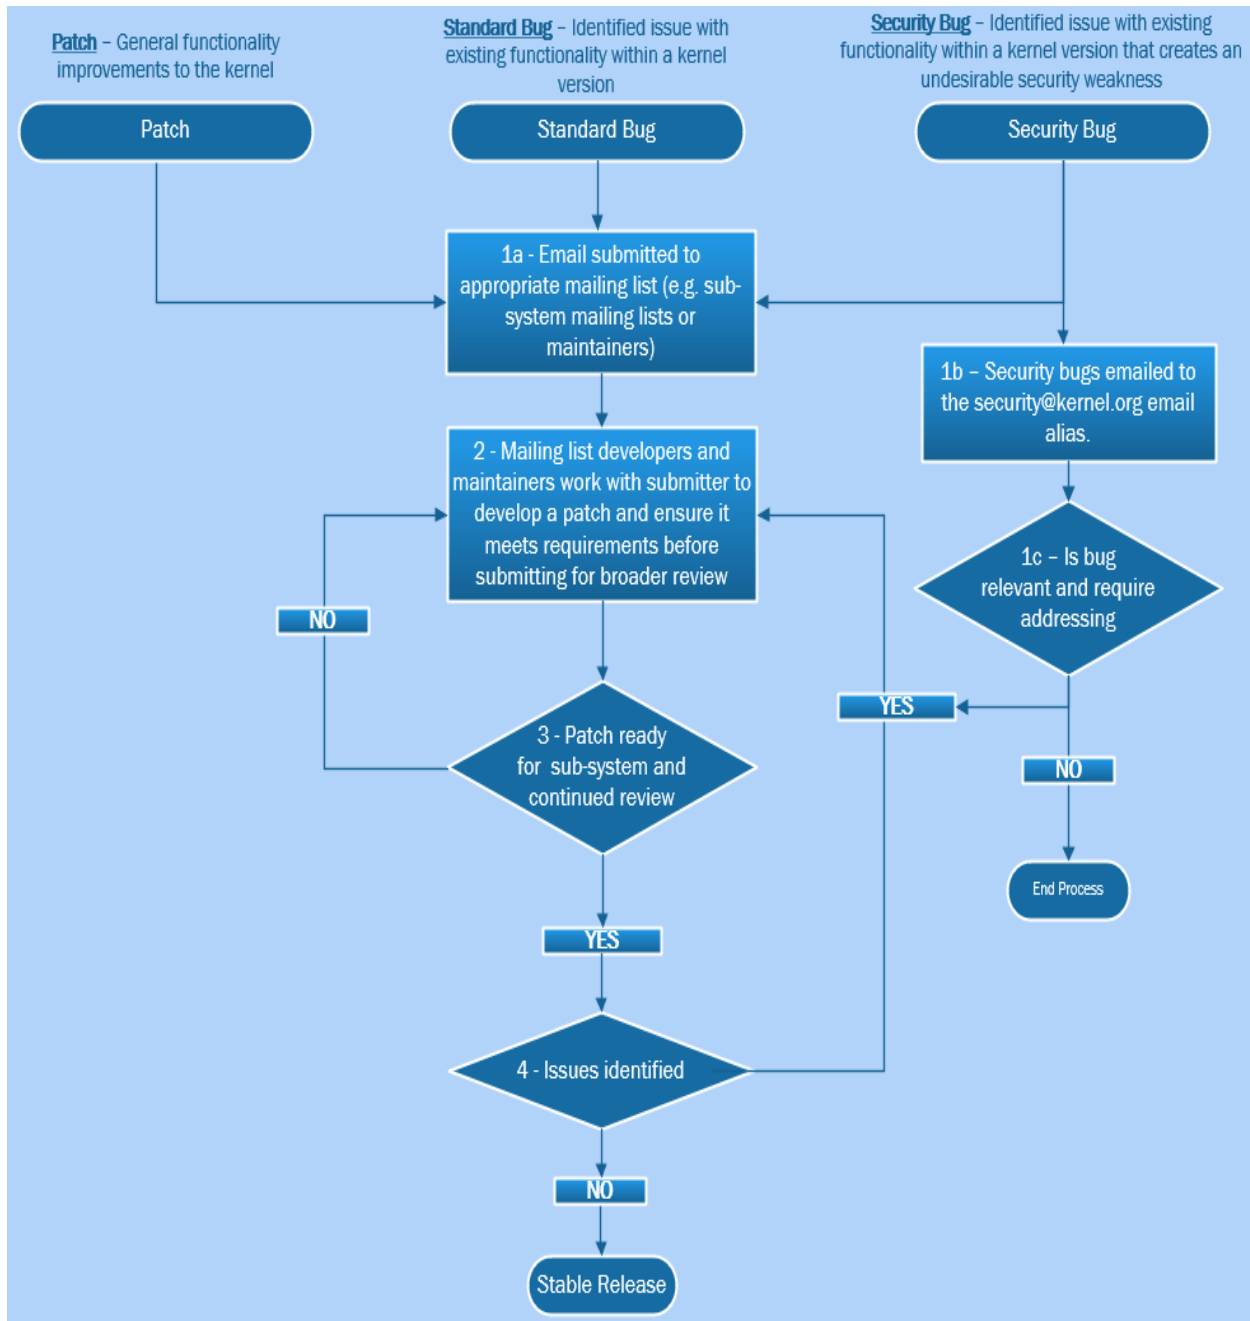 Patch – General functionality
improvements to the kernel
Standard Bug – Identified issue with
existing functionality within a kernel
version
Security Bug – Identified issue with existing
functionality within a kernel version that creates an
undesirable security weakness
Patch
Standard Bug
Security Bug
1a - Email submitted to
appropriate mailing list (e.g. sub-
system mailing lists or
maintainers)
1b – Security bugs emailed to
the security@kernel.org email
alias.
2 - Mailing list developers and
maintainers work with submitter to
develop a patch and ensure it
meets requirements before
submitting for broader review
1c – Is bug
relevant and require
addressing
NO
YES
3 - Patch ready
for sub-system and
continued review
NO
End Process
YES
4 - Issues identified
NO
Stable Release